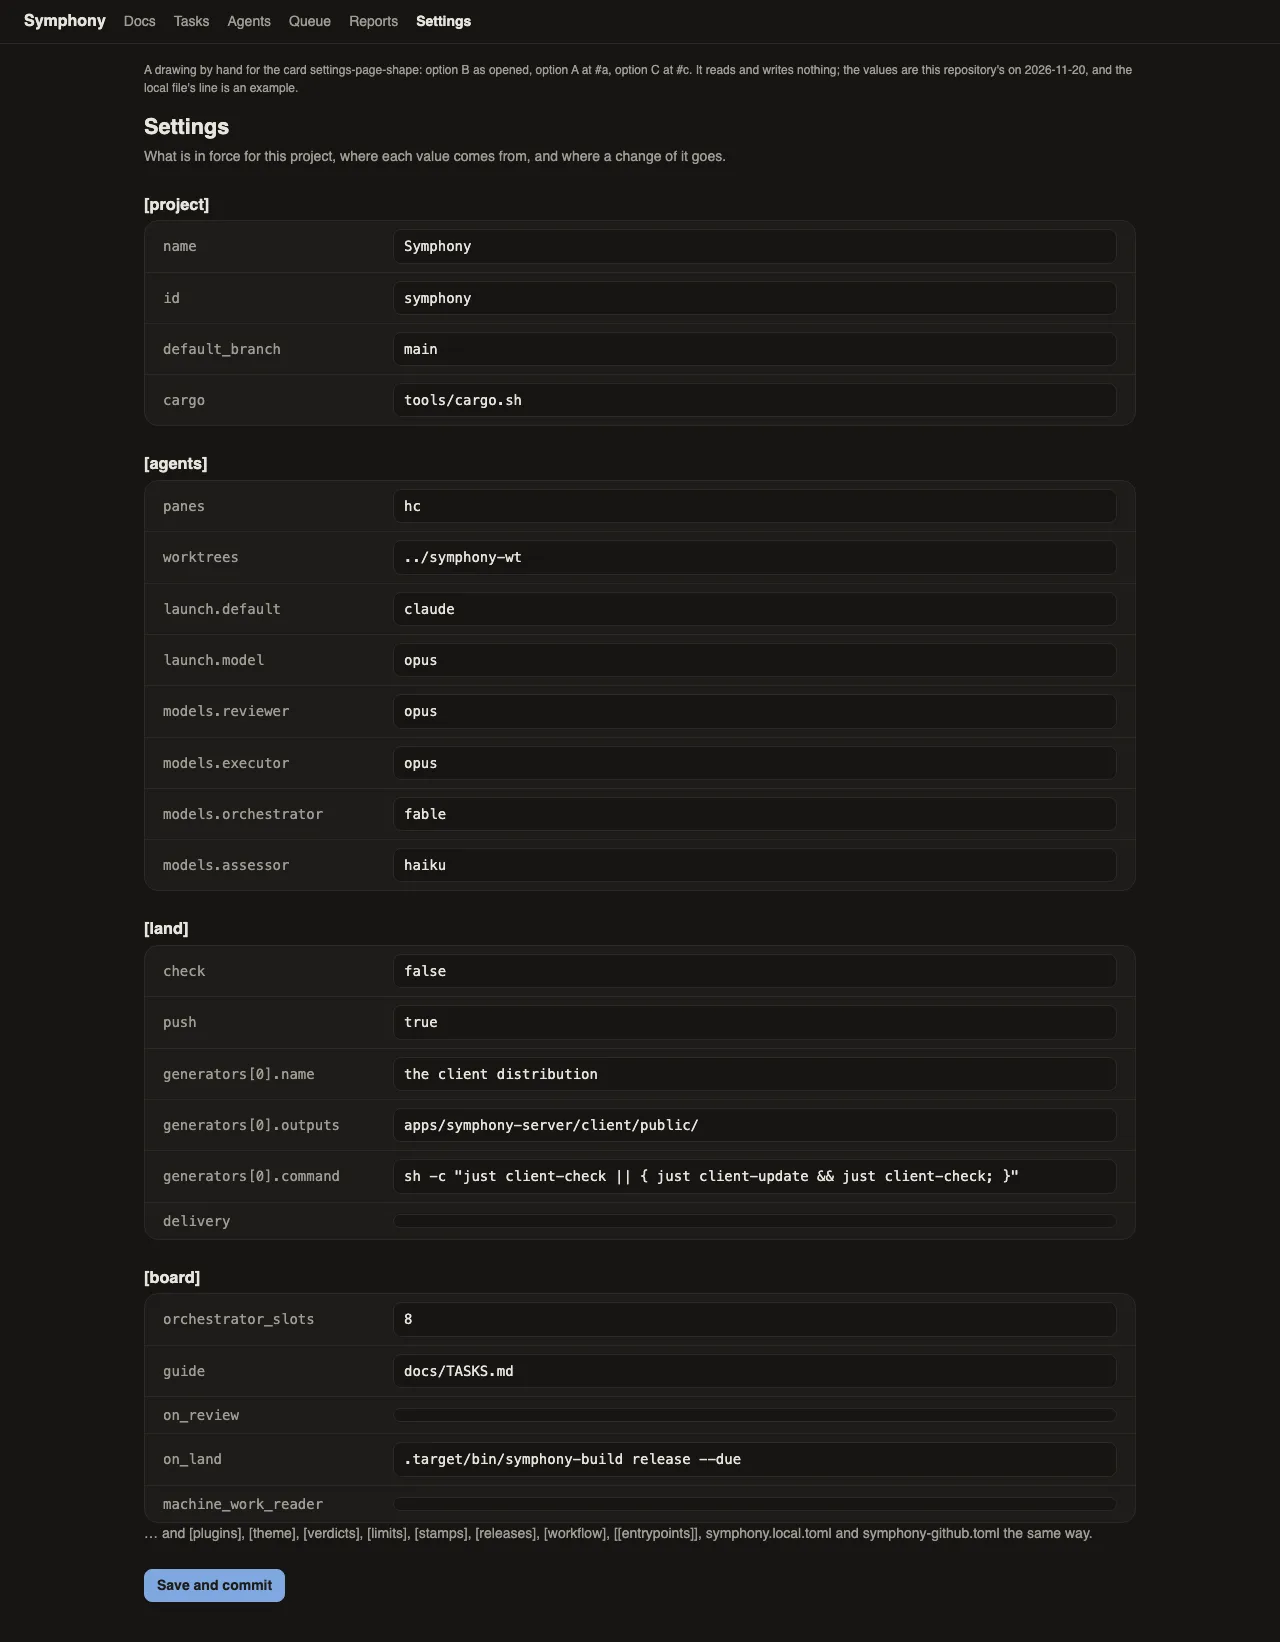 Symphony Docs Tasks Agents Queue Reports Settings
A drawing by hand for the card settings-page-shape: option B as opened, option A at #a, option C at #c. It reads and writes nothing; the values are this repository's on 2026-11-20, and the
local file's line is an example.
Settings
What is in force for this project, where each value comes from, and where a change of it goes.
[project]
name Symphony
id symphony
default_branch main
cargo tools/cargo.sh
[agents]
panes hc
worktrees ../symphony-wt
launch.default claude
launch.model opus
models.reviewer opus
models.executor opus
models.orchestrator fable
models.assessor haiku
[land]
check false
push true
generators[0].name the client distribution
generators[0].outputs apps/symphony-server/client/public/
generators[0].command sh -c "just client-check || { just client-update && just client-check; }"
delivery
[board]
orchestrator_slots 8
guide docs/TASKS.md
on_review
on_land .target/bin/symphony-build release --due
machine_work_reader
… and [plugins], [theme], [verdicts], [limits], [stamps], [releases], [workflow], [[entrypoints]], symphony.local.toml and symphony-github.toml the same way.
Save and commit